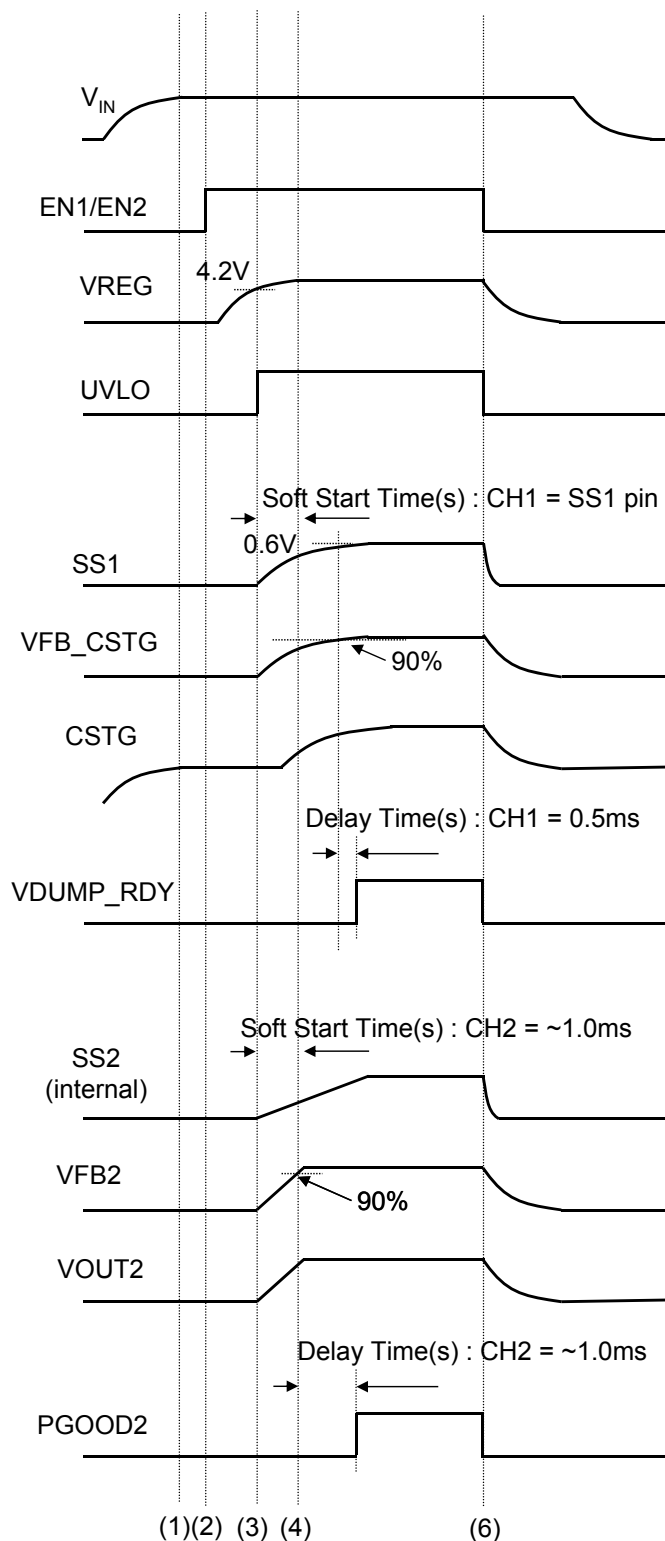 VIN
EN1/EN2
4.2V
VREG
UVLO
Soft Start Time(s) : CH1 = SS1 pin
0.6V
SS1
VFB_CSTG
90%
CSTG
Delay Time(s) : CH1 = 0.5ms
VDUMP_RDY
Soft Start Time(s) : CH2 = ~1.0ms
SS2
(internal)
VFB2
90%
VOUT2
Delay Time(s) : CH2 = ~1.0ms
PGOOD2
(1)(2) (3) (4) (6)